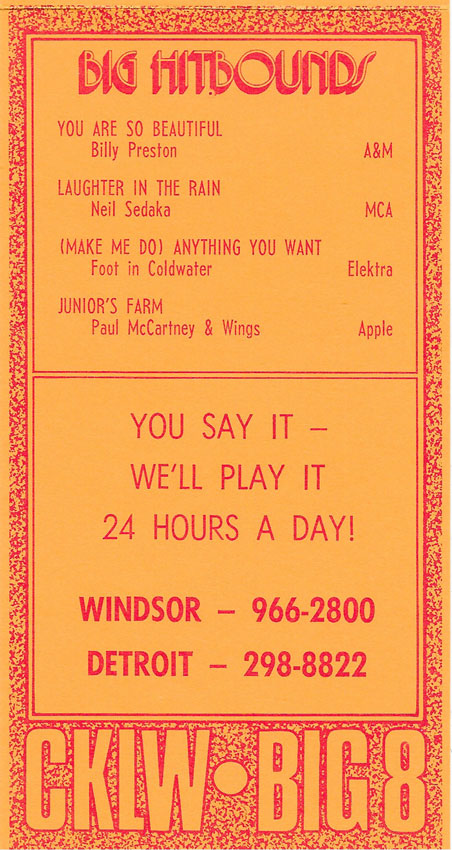 BIG HITBOUNDS
YOU ARE SO BEAUTIFUL
Billy Preston A&M
LAUGHTER IN THE RAIN
Neil Sedaka MCA
(MAKE ME DO) ANYTHING YOU WANT
Foot in Coldwater Elektra
JUNIOR'S FARM
Paul McCartney & Wings Apple
YOU SAY IT –
WE'LL PLAY IT
24 HOURS A DAY!
WINDSOR – 966-2800
DETROIT – 298-8822
CKLW•BIG8